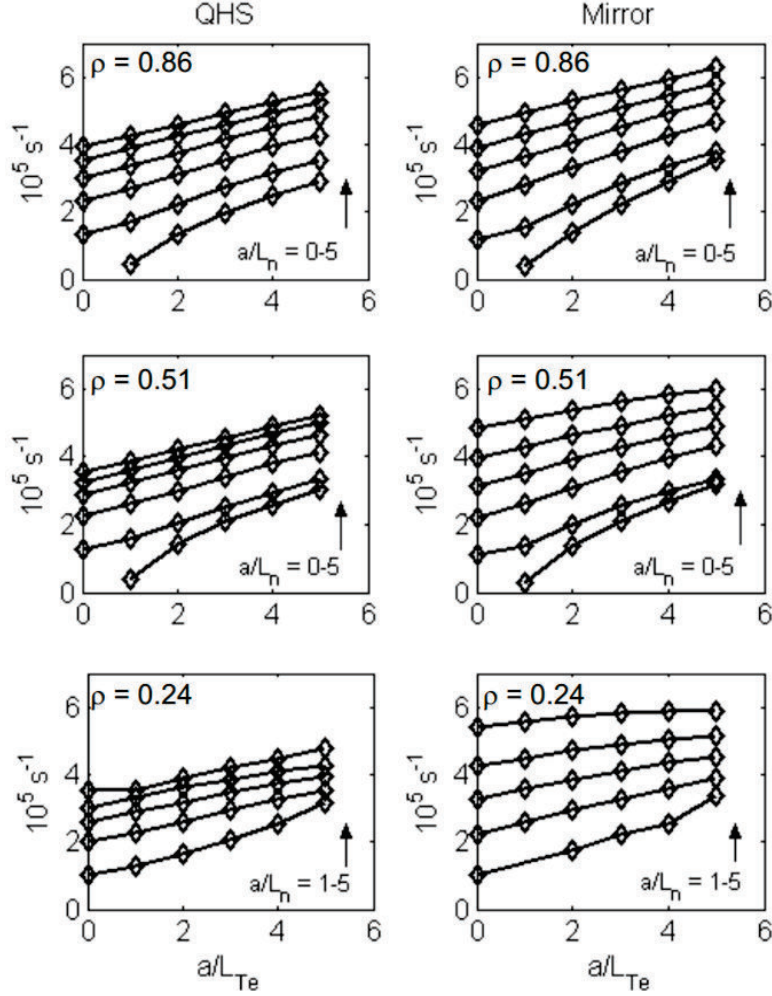 QHS
Mirror
ρ = 0.86
6
4
2
0
10^5 s^-1
a/L_n = 0-5
0 2 4 6
ρ = 0.86
6
4
2
0
10^5 s^-1
a/L_n = 0-5
0 2 4 6
ρ = 0.51
6
4
2
0
10^5 s^-1
a/L_n = 0-5
0 2 4 6
ρ = 0.51
6
4
2
0
10^5 s^-1
a/L_n = 0-5
0 2 4 6
ρ = 0.24
6
4
2
0
10^5 s^-1
a/L_n = 1-5
0 2 4 6
a/L_Te
ρ = 0.24
6
4
2
0
10^5 s^-1
a/L_n = 1-5
0 2 4 6
a/L_Te